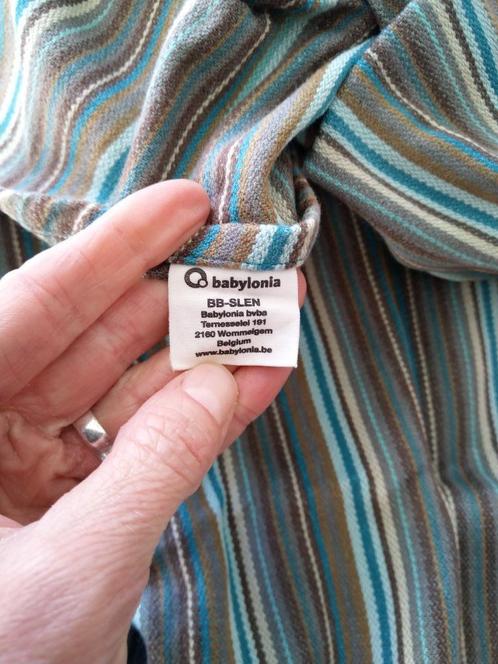 babylonia
BB-SLEN
Babylonia bvba
Ternesselei 191
2160 Wommelgem
Belgium
www.babylonia.be